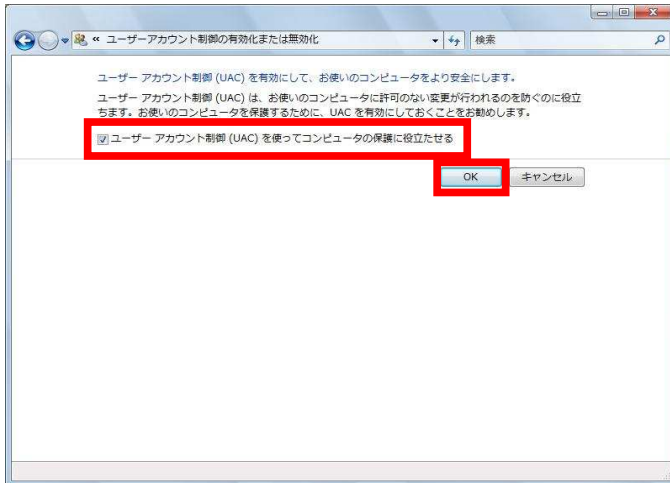 « ユーザーアカウント制御の有効化または無効化
検索
ユーザー アカウント制御 (UAC) を有効にして、お使いのコンピュータをより安全にします。
ユーザー アカウント制御 (UAC) は、お使いのコンピュータに許可のない変更が行われるのを防ぐのに役立
ちます。お使いのコンピュータを保護するために、UAC を有効にしておくことをお勧めします。
ユーザー アカウント制御 (UAC) を使ってコンピュータの保護に役立たせる
OK キャンセル